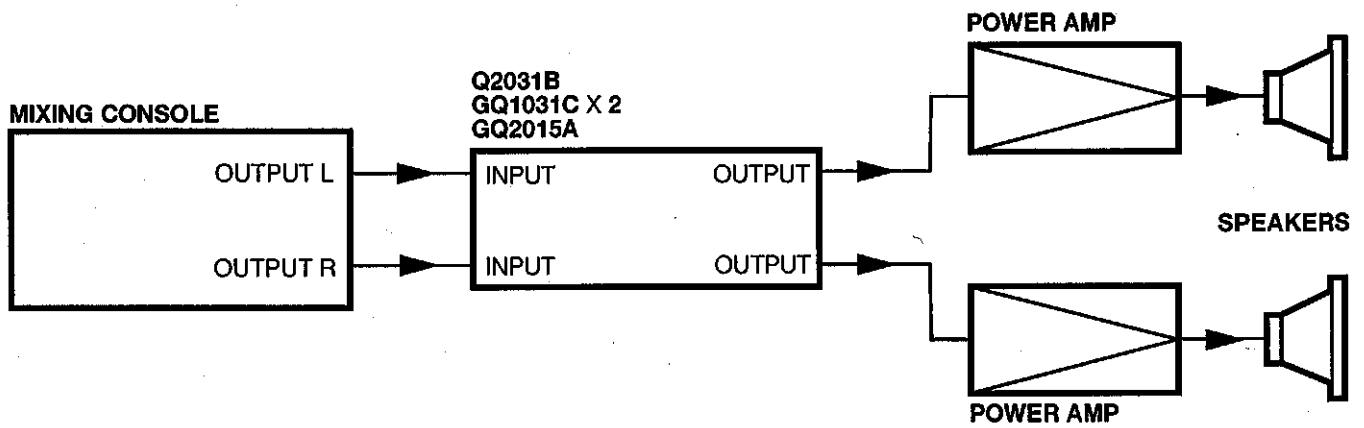 POWER AMP
Q2031B
GQ1031C X 2
GQ2015A
MIXING CONSOLE
OUTPUT L
INPUT
OUTPUT
SPEAKERS
OUTPUT R
INPUT
OUTPUT
POWER AMP